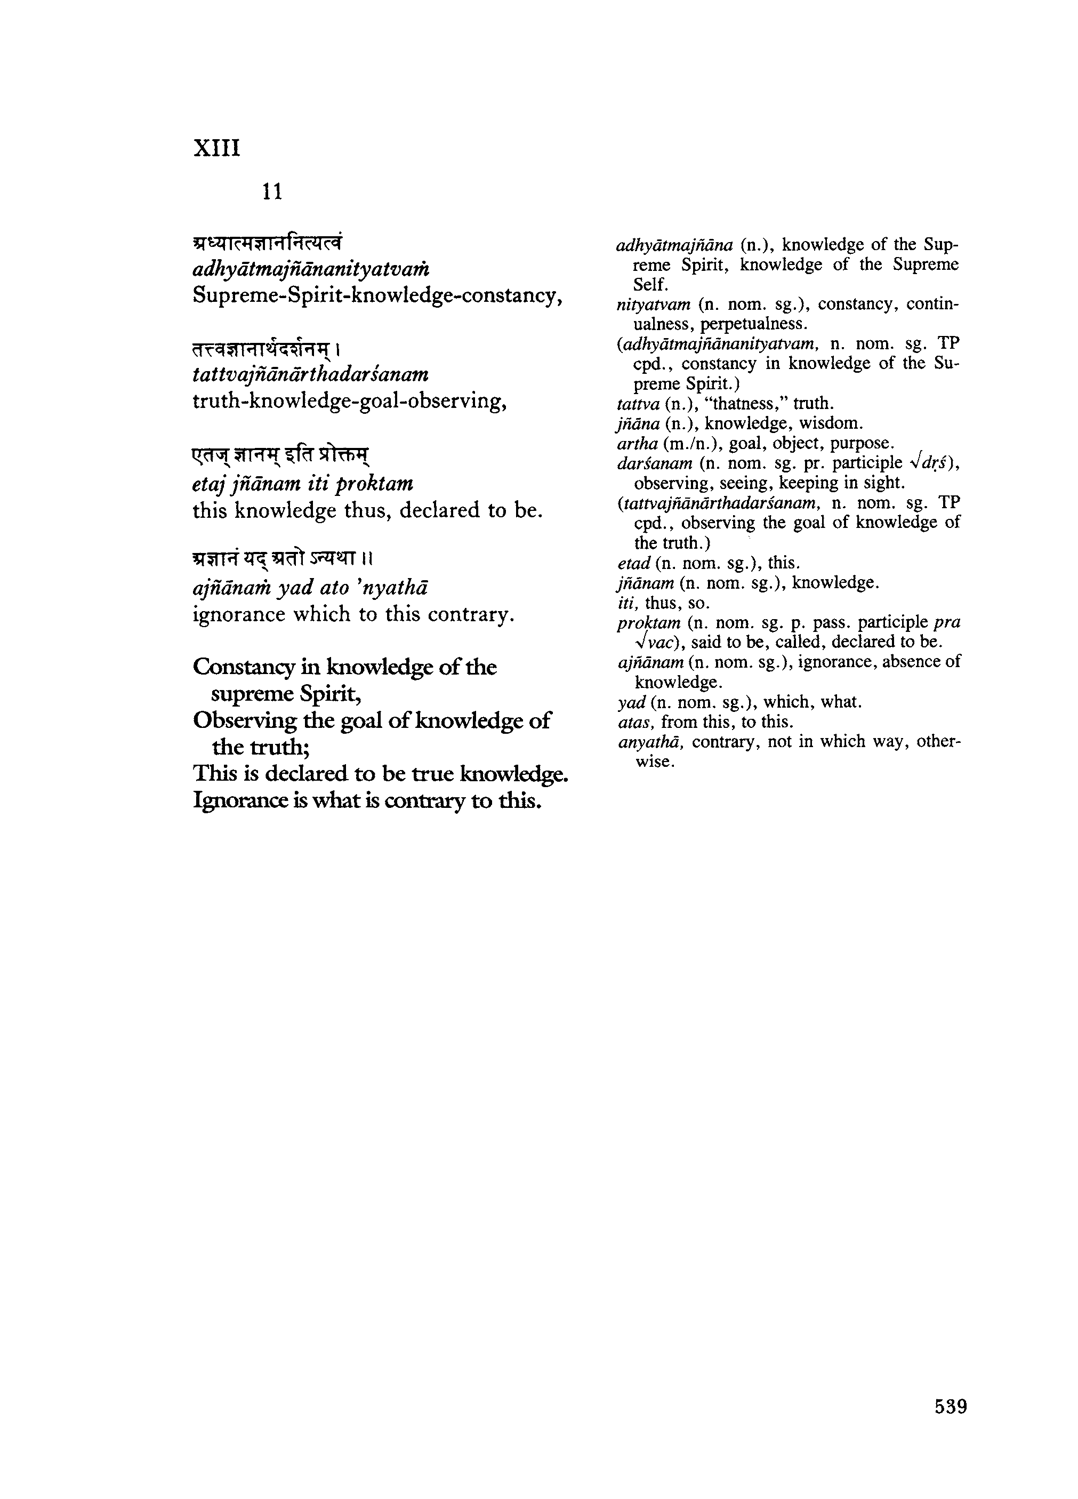 XIII
11
अध्यात्मज्ञाननित्यत्वं
adhyātmajñānanityatvaṁ
Supreme-Spirit-knowledge-constancy,
तत्त्वज्ञानार्थदर्शनम् ।
tattvajñānārthadarśanam
truth-knowledge-goal-observing,
एतज् ज्ञानम् इति प्रोक्तम्
etaj jñānam iti proktam
this knowledge thus, declared to be.
अज्ञानं यद् अतो ऽन्यथा ॥
ajñānaṁ yad ato ’nyathā
ignorance which to this contrary.
Constancy in knowledge of the
supreme Spirit,
Observing the goal of knowledge of
the truth;
This is declared to be true knowledge.
Ignorance is what is contrary to this.
adhyātmajñāna (n.), knowledge of the Sup-
reme Spirit, knowledge of the Supreme
Self.
nityatvam (n. nom. sg.), constancy, contin-
ualness, perpetualness.
(adhyātmajñānanityatvam, n. nom. sg. TP
cpd., constancy in knowledge of the Su-
preme Spirit.)
tattva (n.), “thatness,” truth.
jñāna (n.), knowledge, wisdom.
artha (m./n.), goal, object, purpose.
darśanam (n. nom. sg. pr. participle √dṛś),
observing, seeing, keeping in sight.
(tattvajñānārthadarśanam, n. nom. sg. TP
cpd., observing the goal of knowledge of
the truth.)
etad (n. nom. sg.), this.
jñānam (n. nom. sg.), knowledge.
iti, thus, so.
proktam (n. nom. sg. p. pass. participle pra
√vac), said to be, called, declared to be.
ajñānam (n. nom. sg.), ignorance, absence of
knowledge.
yad (n. nom. sg.), which, what.
atas, from this, to this.
anyathā, contrary, not in which way, other-
wise.
539